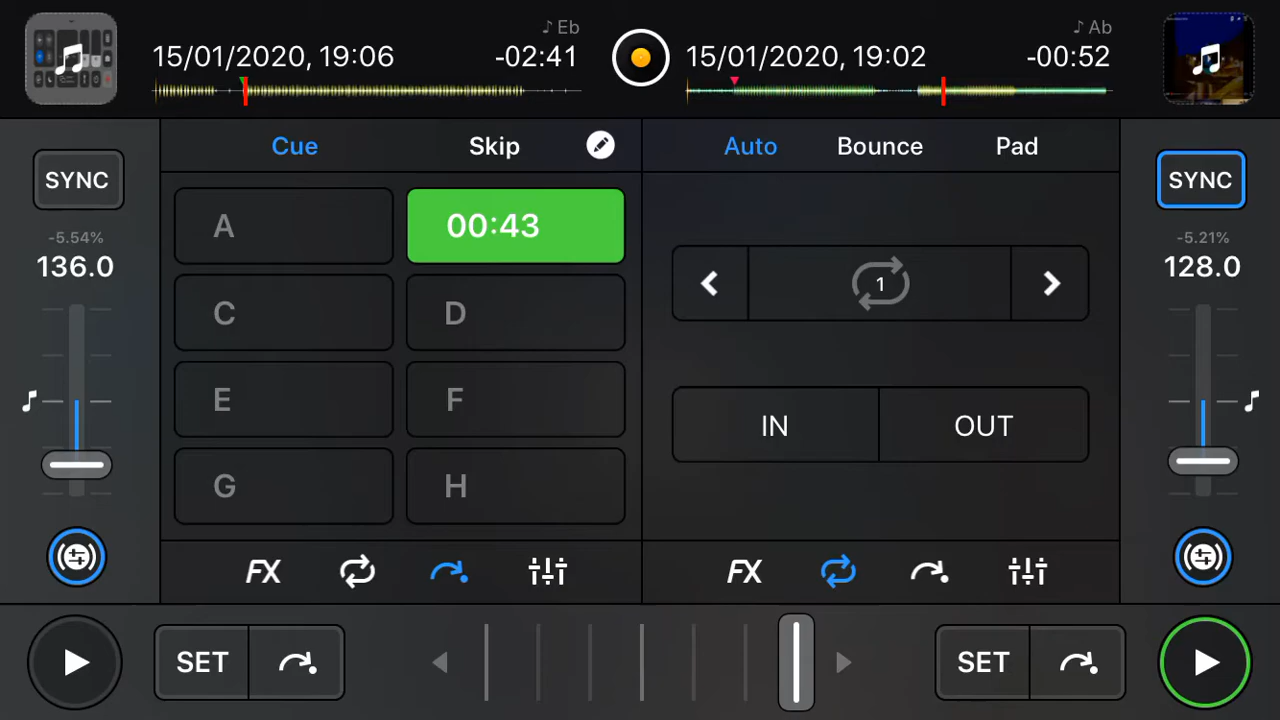 ♪ Eb
15/01/2020, 19:06 -02:41
♪ Ab
15/01/2020, 19:02 -00:52
Cue Skip
Auto Bounce Pad
SYNC
-5.54%
136.0
A 00:43
C D
E F
G H
1
IN OUT
SYNC
-5.21%
128.0
FX
FX
SET
SET